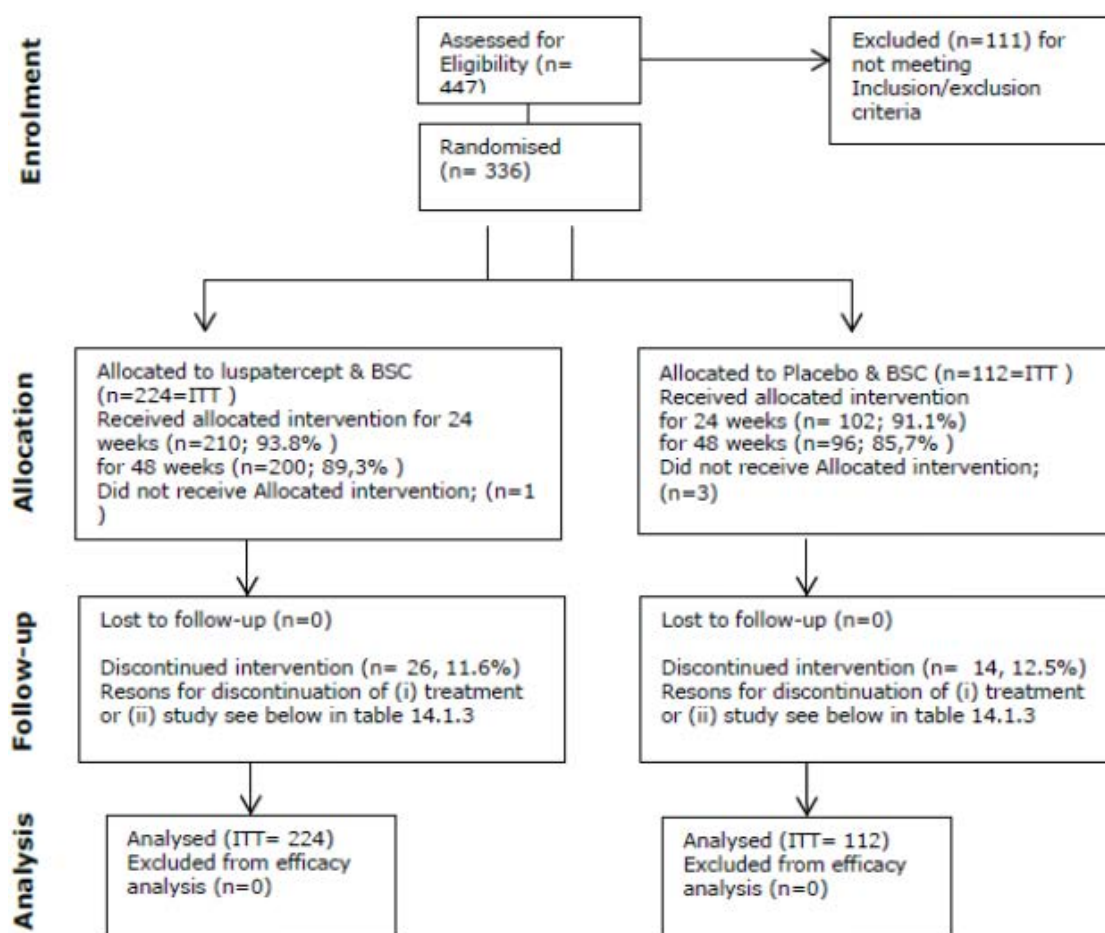 Enrolment
Assessed for
Eligibility (n=
447)
Excluded (n=111) for
not meeting
Inclusion/exclusion
criteria
Randomised
(n= 336)
Allocation
Allocated to luspatercept & BSC
(n=224=ITT )
Received allocated intervention for 24
weeks (n=210; 93.8% )
for 48 weeks (n=200; 89,3% )
Did not receive Allocated intervention; (n=1
)
Allocated to Placebo & BSC (n=112=ITT )
Received allocated intervention
for 24 weeks (n= 102; 91.1%)
for 48 weeks (n=96; 85,7% )
Did not receive Allocated intervention;
(n=3)
Follow-up
Lost to follow-up (n=0)
Discontinued intervention (n= 26, 11.6%)
Resons for discontinuation of (i) treatment
or (ii) study see below in table 14.1.3
Lost to follow-up (n=0)
Discontinued intervention (n= 14, 12.5%)
Resons for discontinuation of (i) treatment
or (ii) study see below in table 14.1.3
Analysis
Analysed (ITT= 224)
Excluded from efficacy
analysis (n=0)
Analysed (ITT= 112)
Excluded from efficacy
analysis (n=0)